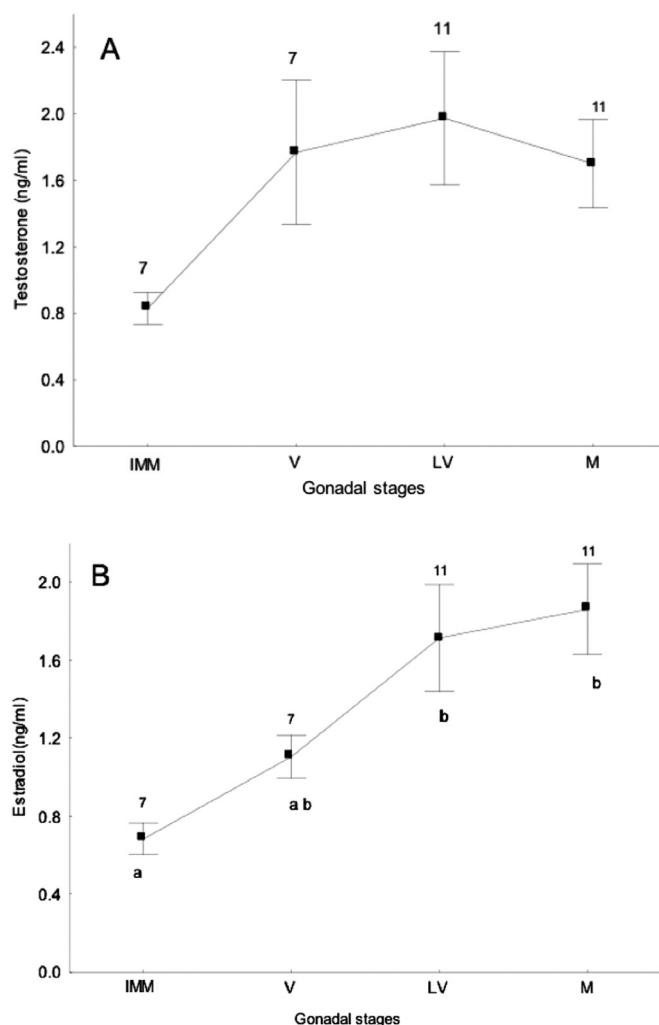 A
2.4
2.0
1.6
1.2
0.8
0.4
0.0
Testosterone (ng/ml)
7
7
11
11
IMM V LV M
Gonadal stages
B
2.0
1.6
1.2
0.8
0.4
0.0
Estradiol(ng/ml)
7
7
11
11
a
a b
b
b
IMM V LV M
Gonadal stages